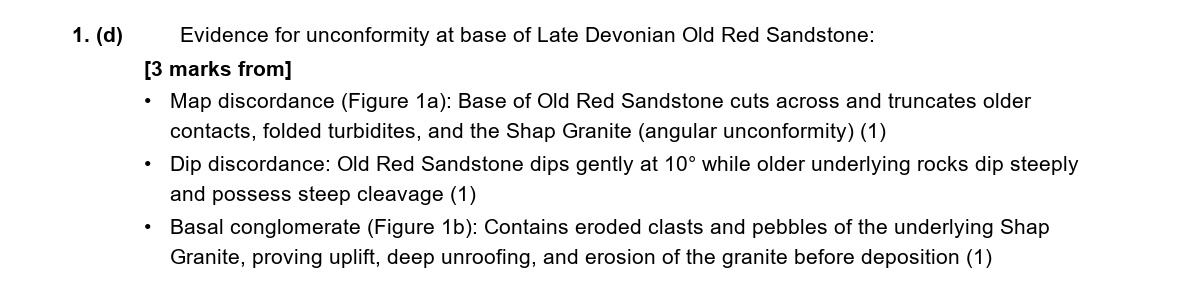 1. (d) Evidence for unconformity at base of Late Devonian Old Red Sandstone:
[3 marks from]
• Map discordance (Figure 1a): Base of Old Red Sandstone cuts across and truncates older
contacts, folded turbidites, and the Shap Granite (angular unconformity) (1)
• Dip discordance: Old Red Sandstone dips gently at 10° while older underlying rocks dip steeply
and possess steep cleavage (1)
• Basal conglomerate (Figure 1b): Contains eroded clasts and pebbles of the underlying Shap
Granite, proving uplift, deep unroofing, and erosion of the granite before deposition (1)